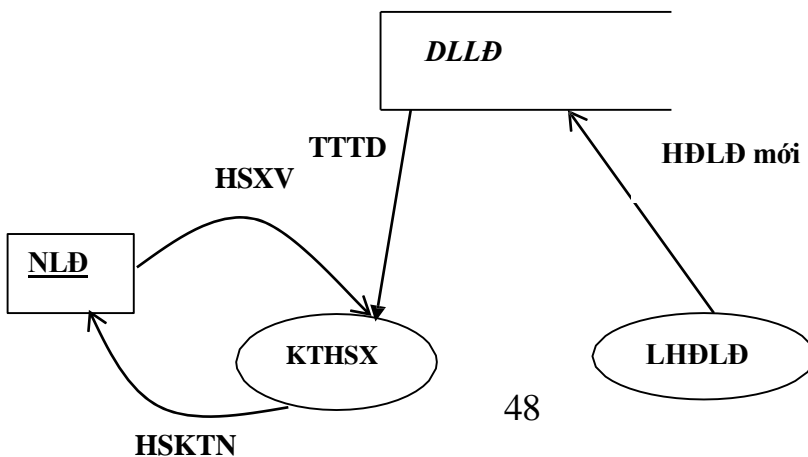 DLLĐ
TTTD
HĐLĐ mới
HSXV
NLĐ
KTHSX
LHĐLĐ
48
HSKTN